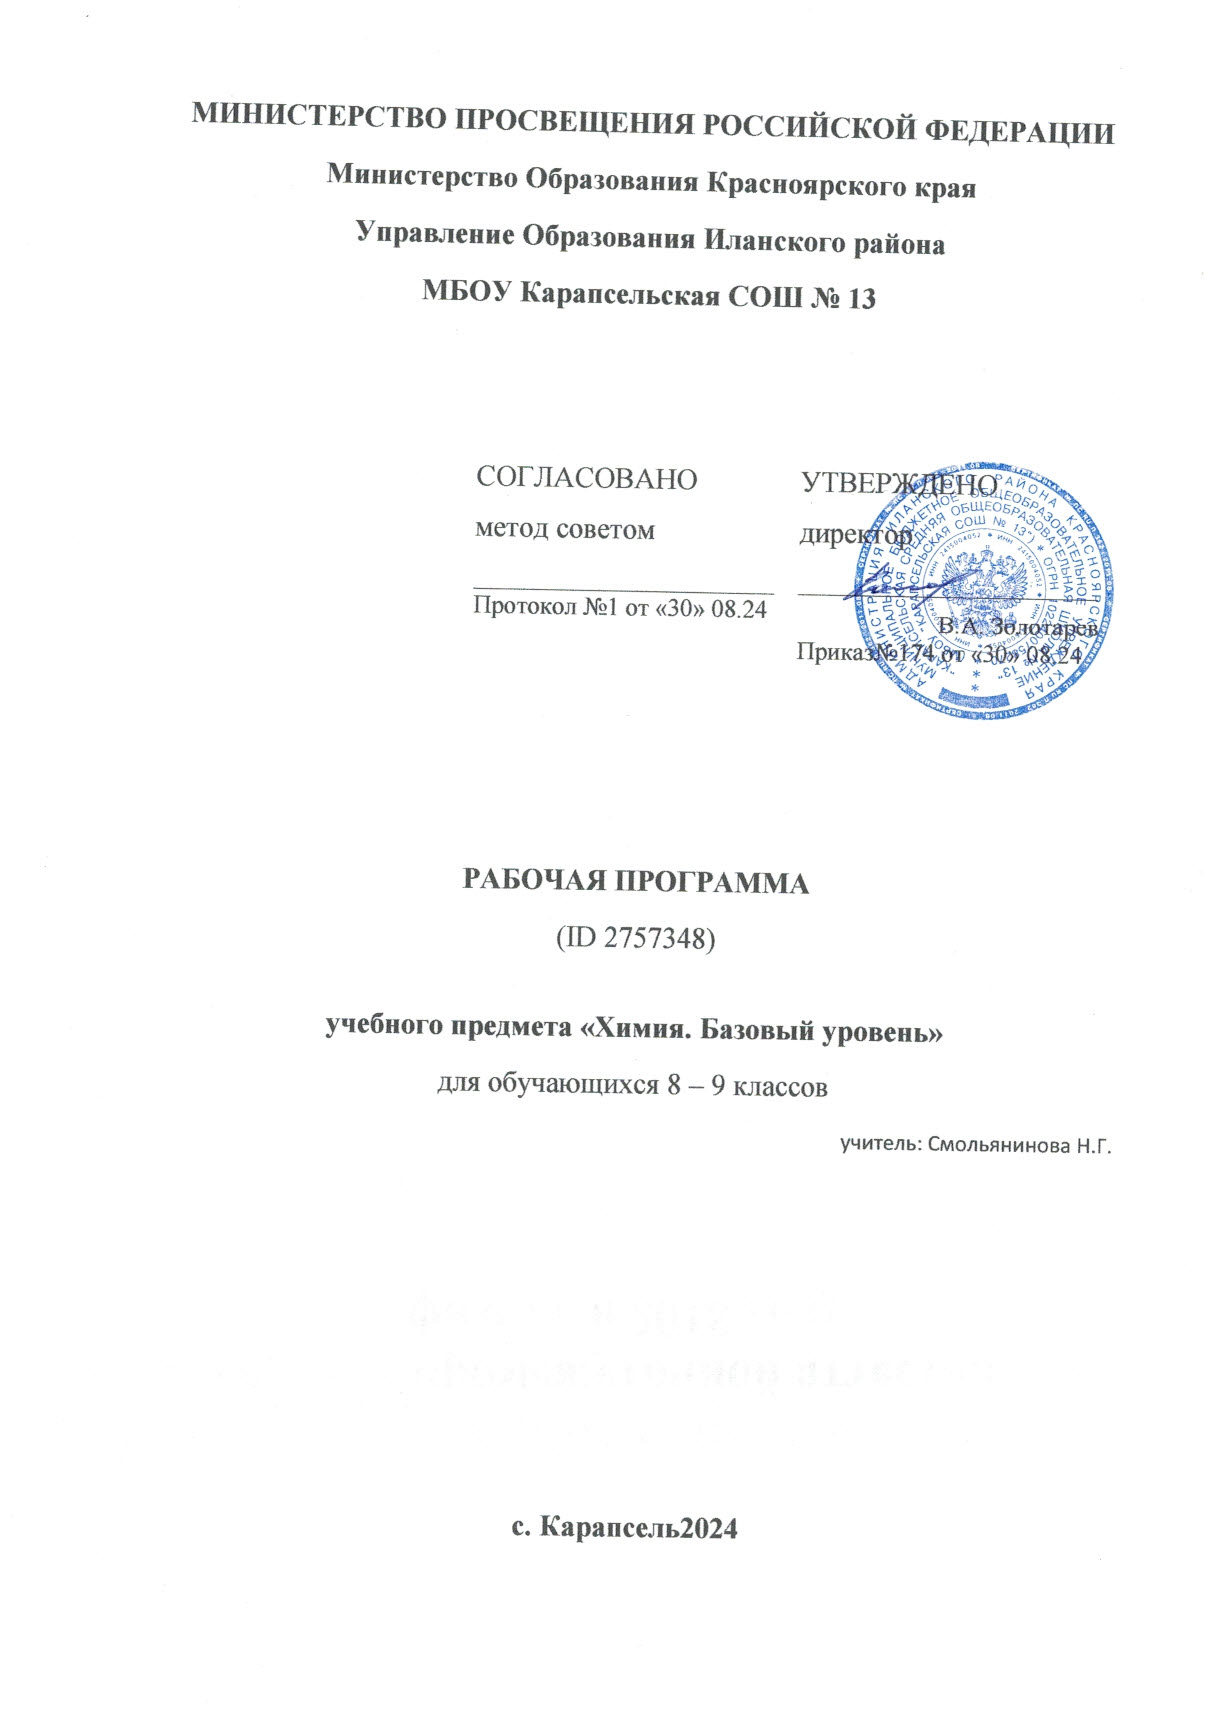 МИНИСТЕРСТВО ПРОСВЕЩЕНИЯ РОССИЙСКОЙ ФЕДЕРАЦИИ
Министерство Образования Красноярского края
Управление Образования Иланского района
МБОУ Карапсельская СОШ № 13
СОГЛАСОВАНО
метод советом
Протокол №1 от «30» 08.24
УТВЕРЖДЕНО
директор
В.А. Золотарев
Приказ№174 от «30» 08.24
РАБОЧАЯ ПРОГРАММА
(ID 2757348)
учебного предмета «Химия. Базовый уровень»
для обучающихся 8 – 9 классов
учитель: Смольянинова Н.Г.
с. Карапсель2024